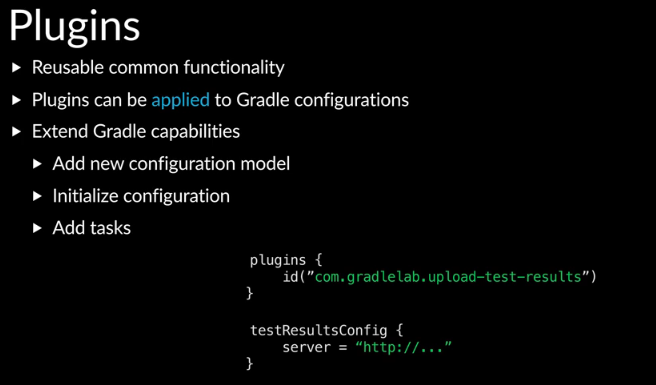 Plugins
Reusable common functionality
Plugins can be applied to Gradle configurations
Extend Gradle capabilities
Add new configuration model
Initialize configuration
Add tasks
plugins {
id(”com.gradlelab.upload-test-results”)
}
testResultsConfig {
server = “http://...”
}